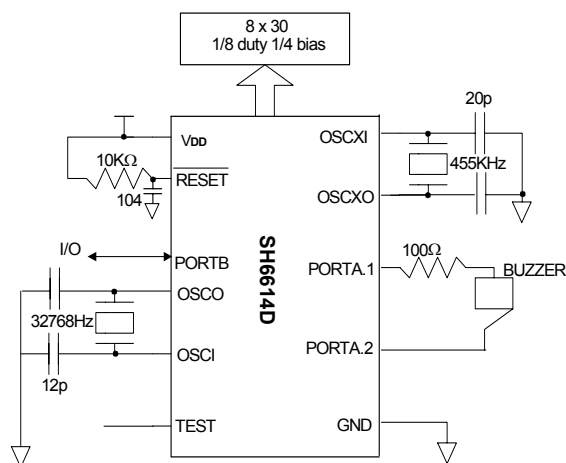 8 x 30
1/8 duty 1/4 bias
20p
VDD
OSCXI
10KΩ
RESET
455KHz
104
OSCXO
I/O
PORTB
SH6614D
100Ω
PORTA.1
BUZZER
OSCO
32768Hz
OSCI
PORTA.2
12p
TEST
GND